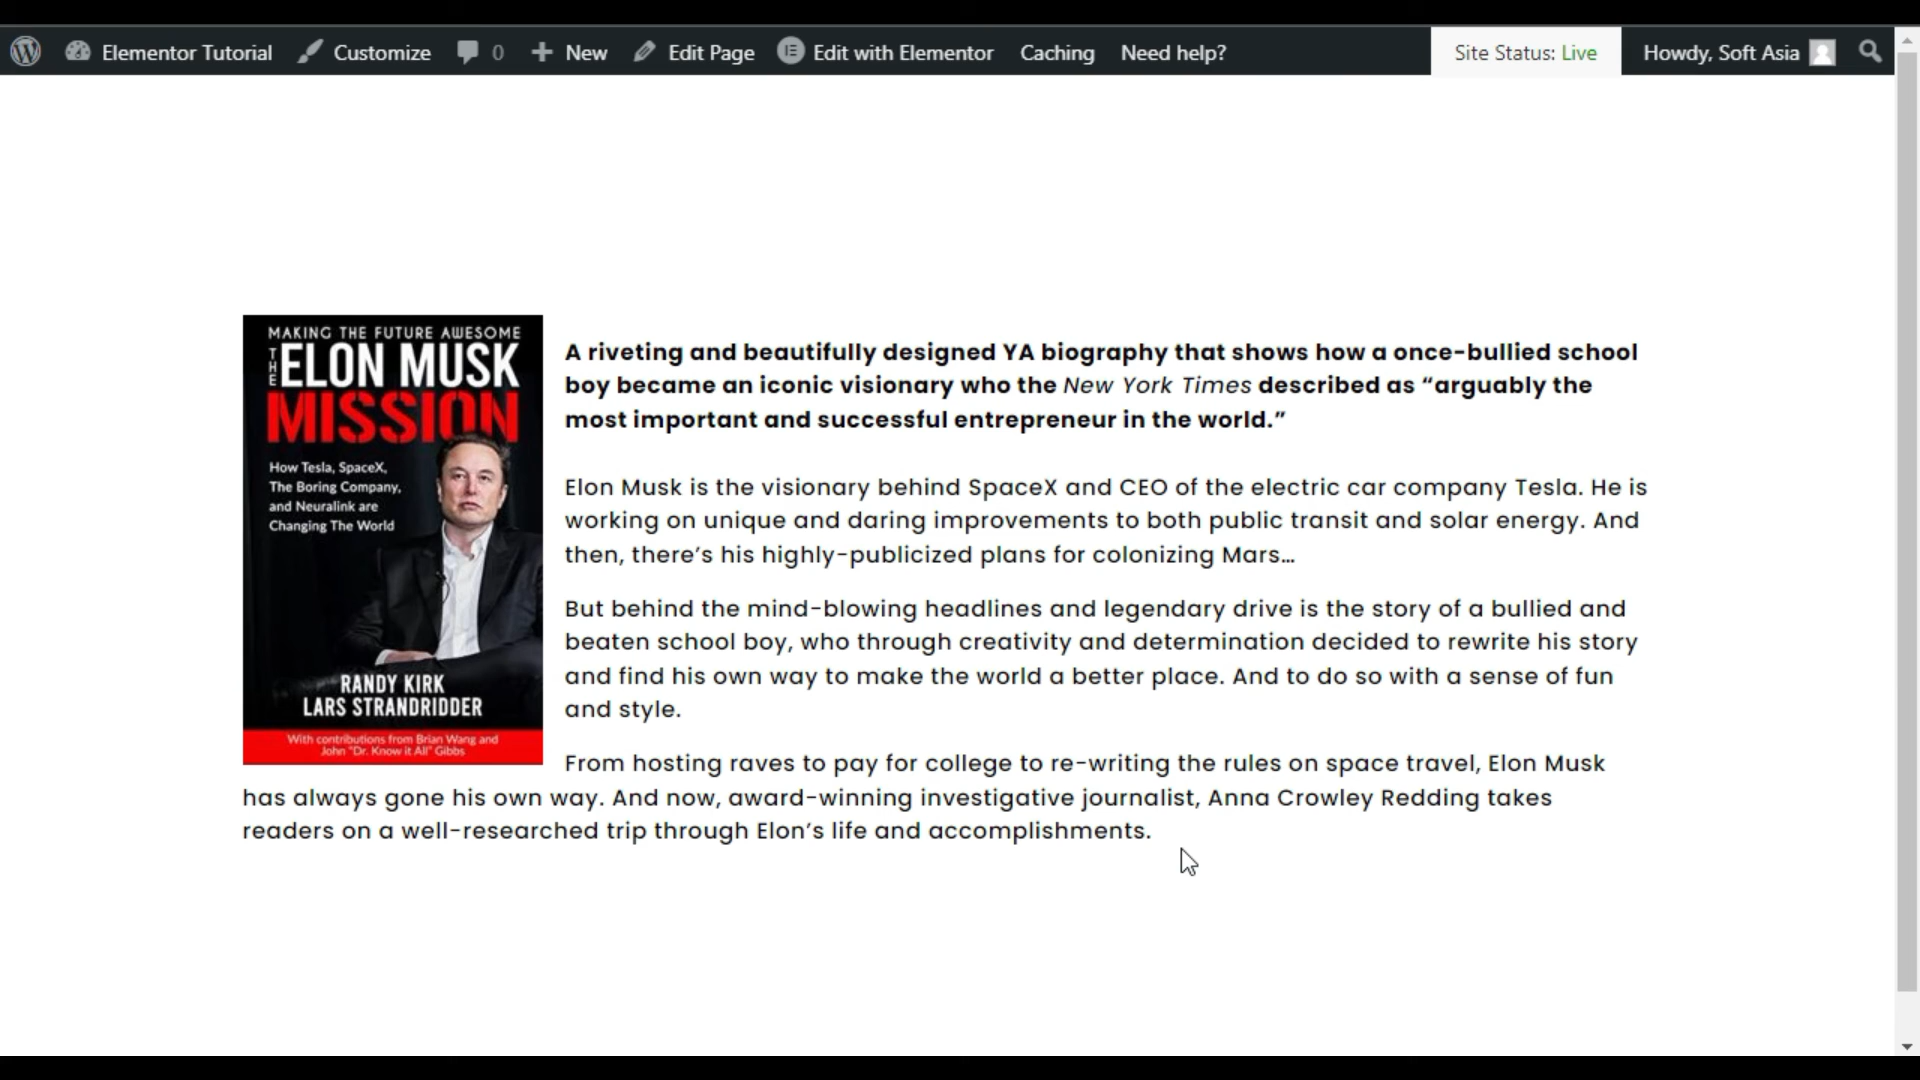 Elementor Tutorial Customize 0 New Edit Page Edit with Elementor Caching Need help? Site Status: Live Howdy, Soft Asia
MAKING THE FUTURE AWESOME
THE ELON MUSK
MISSION
How Tesla, SpaceX,
The Boring Company,
and Neuralink are
Changing The World
RANDY KIRK
LARS STRANDRIDDER
With contributions from Brian Wang and
John "Dr. Know it All" Gibbs
A riveting and beautifully designed YA biography that shows how a once-bullied school
boy became an iconic visionary who the New York Times described as “arguably the
most important and successful entrepreneur in the world.”
Elon Musk is the visionary behind SpaceX and CEO of the electric car company Tesla. He is
working on unique and daring improvements to both public transit and solar energy. And
then, there’s his highly-publicized plans for colonizing Mars…
But behind the mind-blowing headlines and legendary drive is the story of a bullied and
beaten school boy, who through creativity and determination decided to rewrite his story
and find his own way to make the world a better place. And to do so with a sense of fun
and style.
From hosting raves to pay for college to re-writing the rules on space travel, Elon Musk
has always gone his own way. And now, award-winning investigative journalist, Anna Crowley Redding takes
readers on a well-researched trip through Elon’s life and accomplishments.